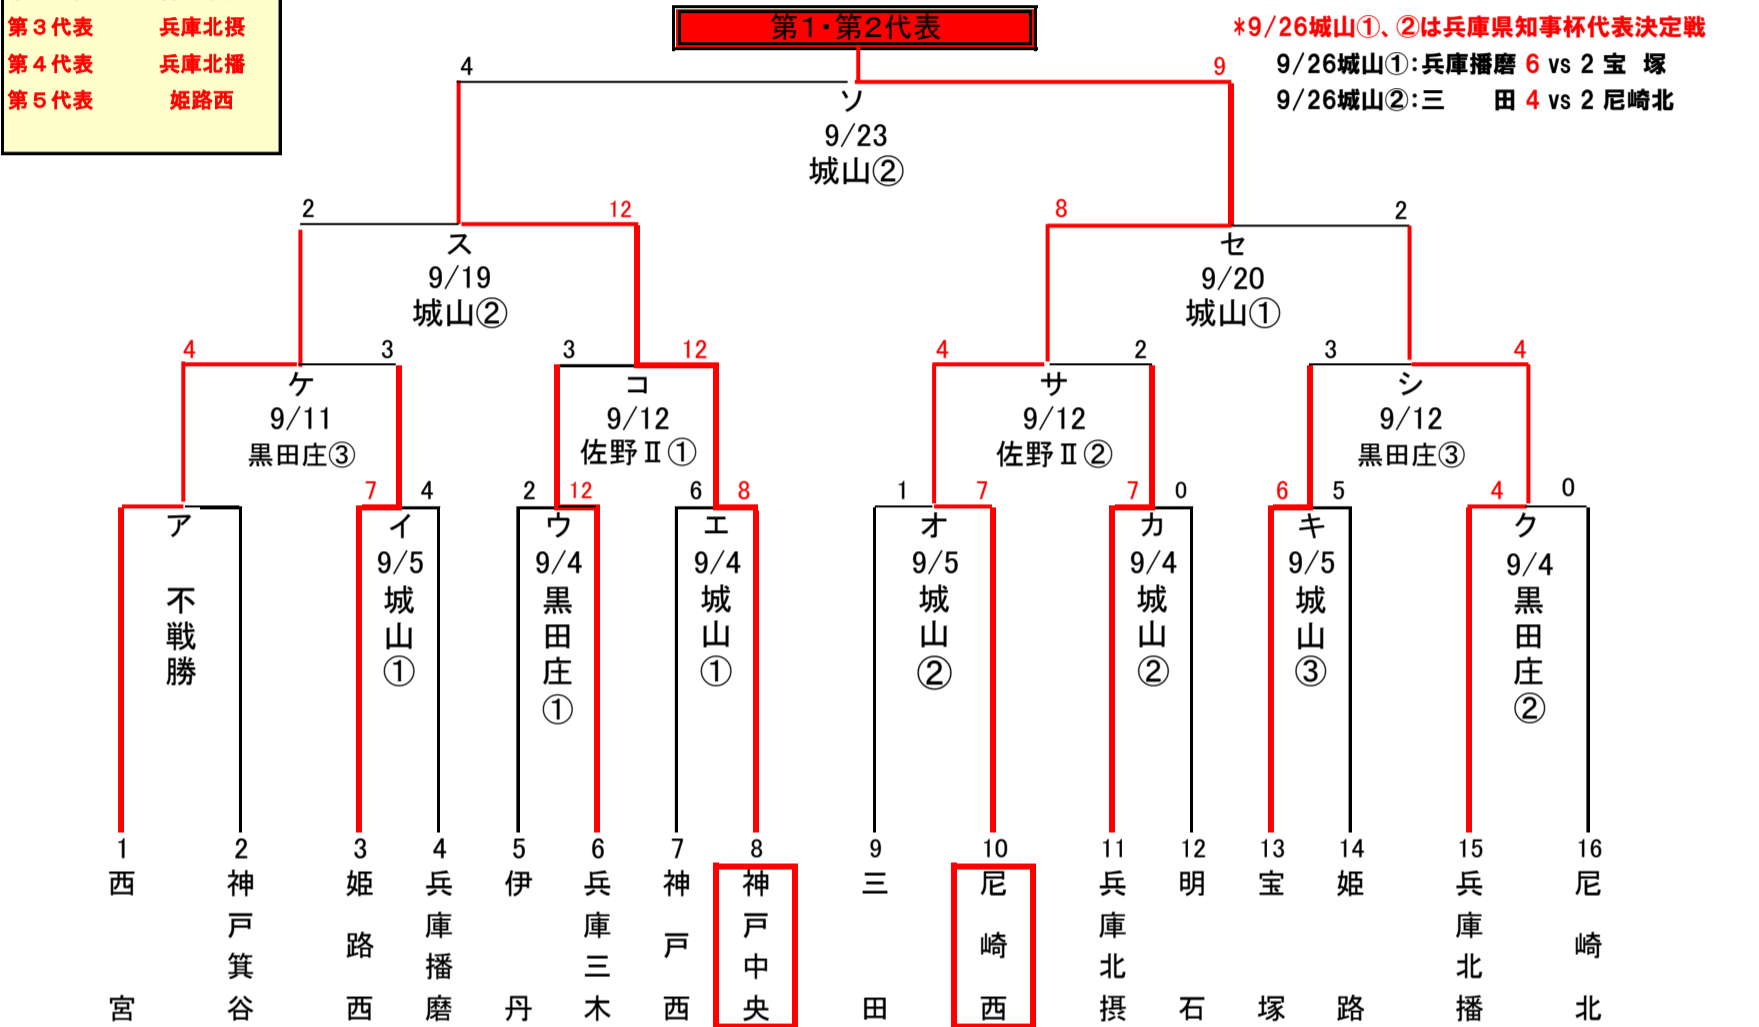 第1・第2代表
第3代表 兵庫北摂
第4代表 兵庫北播
第5代表 姫路西
*9/26城山①、②は兵庫県知事杯代表決定戦
9/26城山①:兵庫播磨 6 vs 2 宝 塚
9/26城山②:三 田 4 vs 2 尼崎北
4 9
ソ
9/23
城山②
2 12 8 2
ス セ
9/19 9/20
城山② 城山①
4 3 3 12 4 2 3 4
ケ コ サ シ
9/11 9/12 9/12 9/12
黒田庄③ 佐野Ⅱ① 佐野Ⅱ② 黒田庄③
7 4 2 12 6 8 1 7 7 0 6 5 4 0
ア イ ウ エ オ カ キ ク
不戦勝
9/5 城山①
9/4 黒田庄①
9/4 城山①
9/5 城山②
9/4 城山②
9/5 城山③
9/4 黒田庄②
1 西宮
2 神戸箕谷
3 姫路西
4 兵庫播磨
5 伊丹
6 兵庫三木
7 神戸西
8 神戸中央
9 三田
10 尼崎西
11 兵庫北摂
12 明石
13 宝塚
14 姫路
15 兵庫北播
16 尼崎北